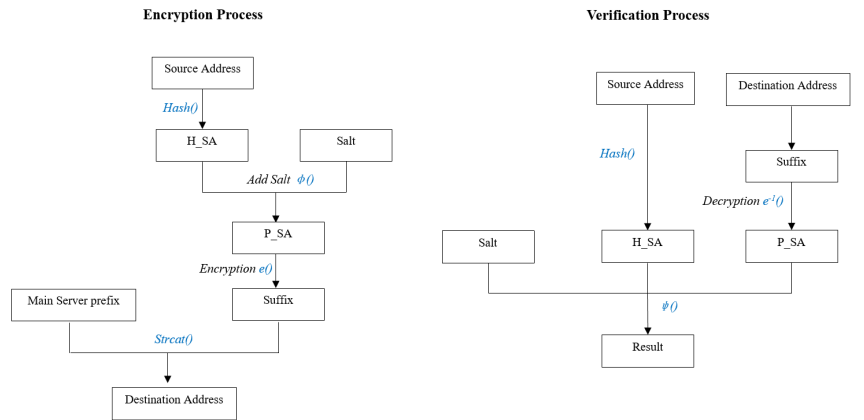 Encryption Process
Source Address
Hash()
H_SA
Salt
Add Salt ϕ()
P_SA
Encryption e()
Main Server prefix
Suffix
Strcat()
Destination Address
Verification Process
Source Address
Destination Address
Hash()
Suffix
Decryption e⁻¹()
Salt
H_SA
P_SA
ψ()
Result